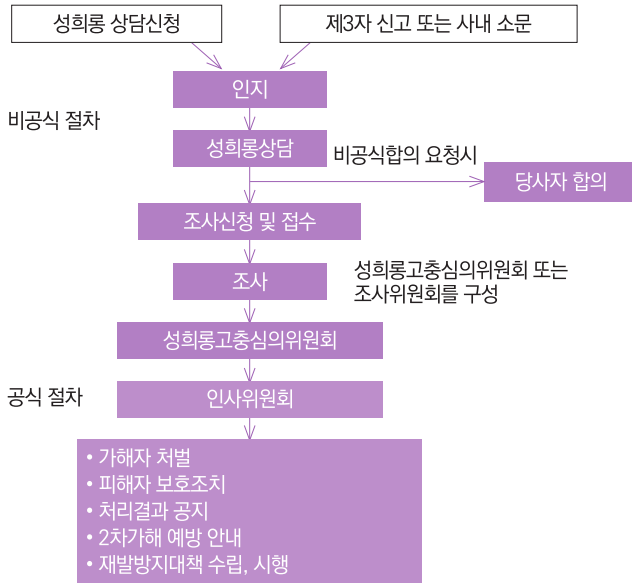 성희롱 상담신청
제3자 신고 또는 사내 소문
인지
비공식 절차
성희롱상담
비공식합의 요청시
당사자 합의
조사신청 및 접수
조사
성희롱고충심의위원회 또는
조사위원회를 구성
성희롱고충심의위원회
공식 절차
인사위원회
• 가해자 처벌
• 피해자 보호조치
• 처리결과 공지
• 2차가해 예방 안내
• 재발방지대책 수립, 시행